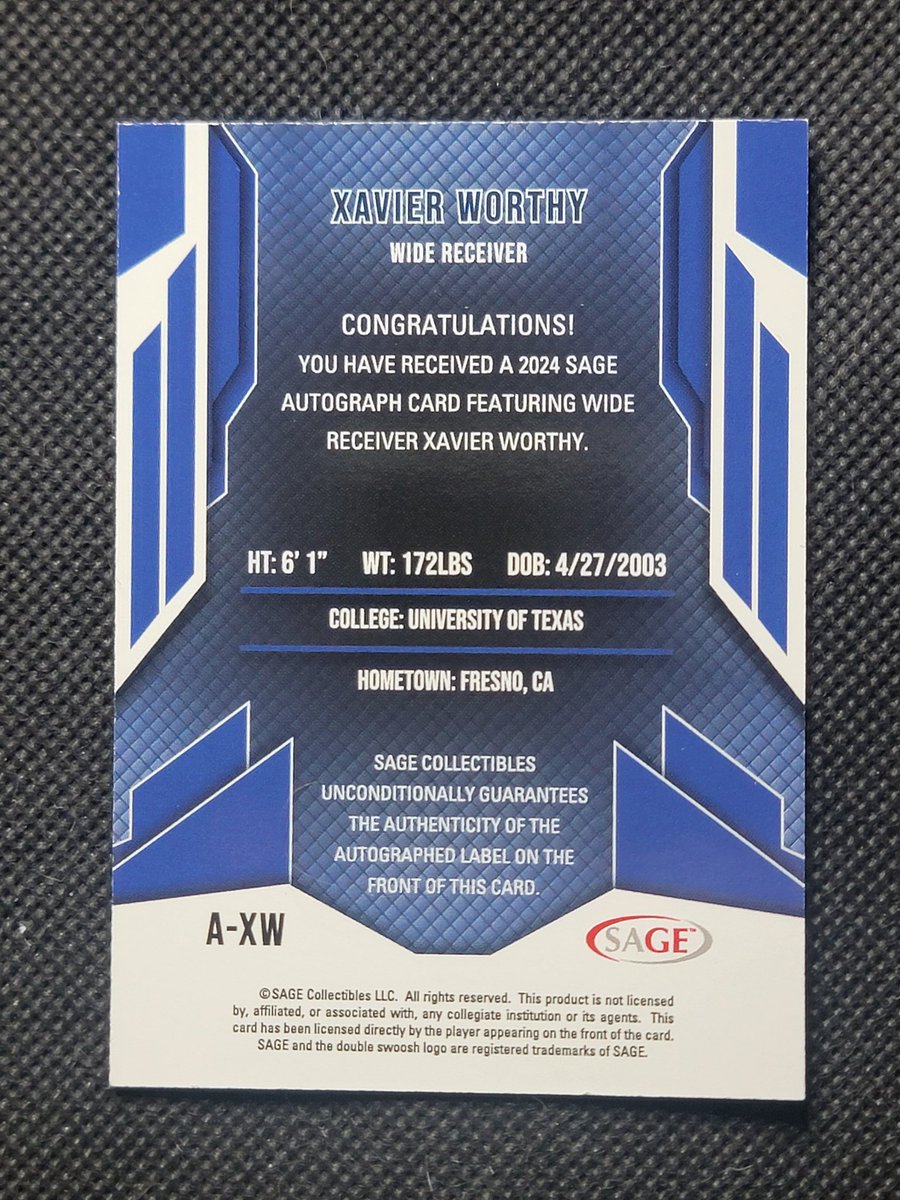 XAVIER WORTHY
WIDE RECEIVER
CONGRATULATIONS!
YOU HAVE RECEIVED A 2024 SAGE
AUTOGRAPH CARD FEATURING WIDE
RECEIVER XAVIER WORTHY.
HT: 6' 1" WT: 172LBS DOB: 4/27/2003
COLLEGE: UNIVERSITY OF TEXAS
HOMETOWN: FRESNO, CA
SAGE COLLECTIBLES
UNCONDITIONALLY GUARANTEES
THE AUTHENTICITY OF THE
AUTOGRAPHED LABEL ON THE
FRONT OF THIS CARD.
A-XW
SAGE™
©SAGE Collectibles LLC. All rights reserved. This product is not licensed
by, affiliated, or associated with, any collegiate institution or its agents. This
card has been licensed directly by the player appearing on the front of the card.
SAGE and the double swoosh logo are registered trademarks of SAGE.